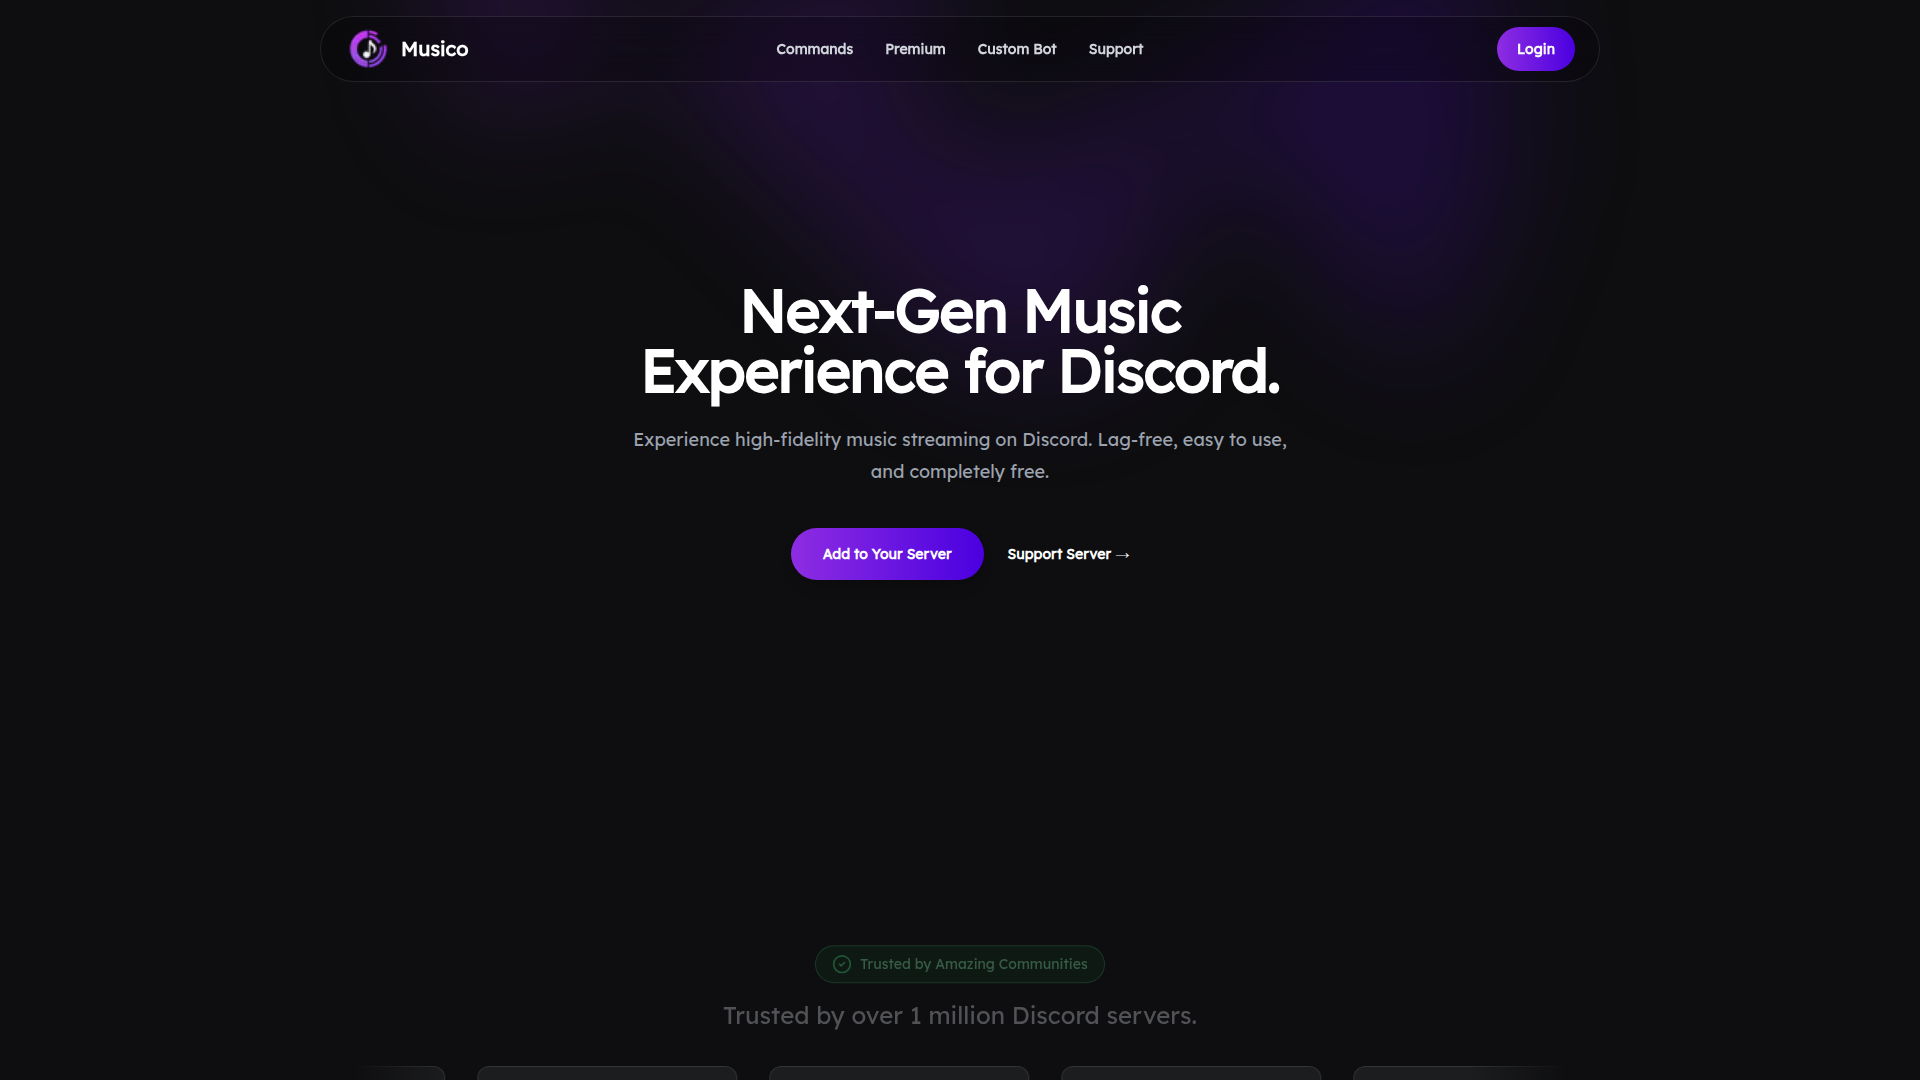 Musico
Commands
Premium
Custom Bot
Support
Login
Next-Gen Music
Experience for Discord.
Experience high-fidelity music streaming on Discord. Lag-free, easy to use,
and completely free.
Add to Your Server
Support Server →
Trusted by Amazing Communities
Trusted by over 1 million Discord servers.